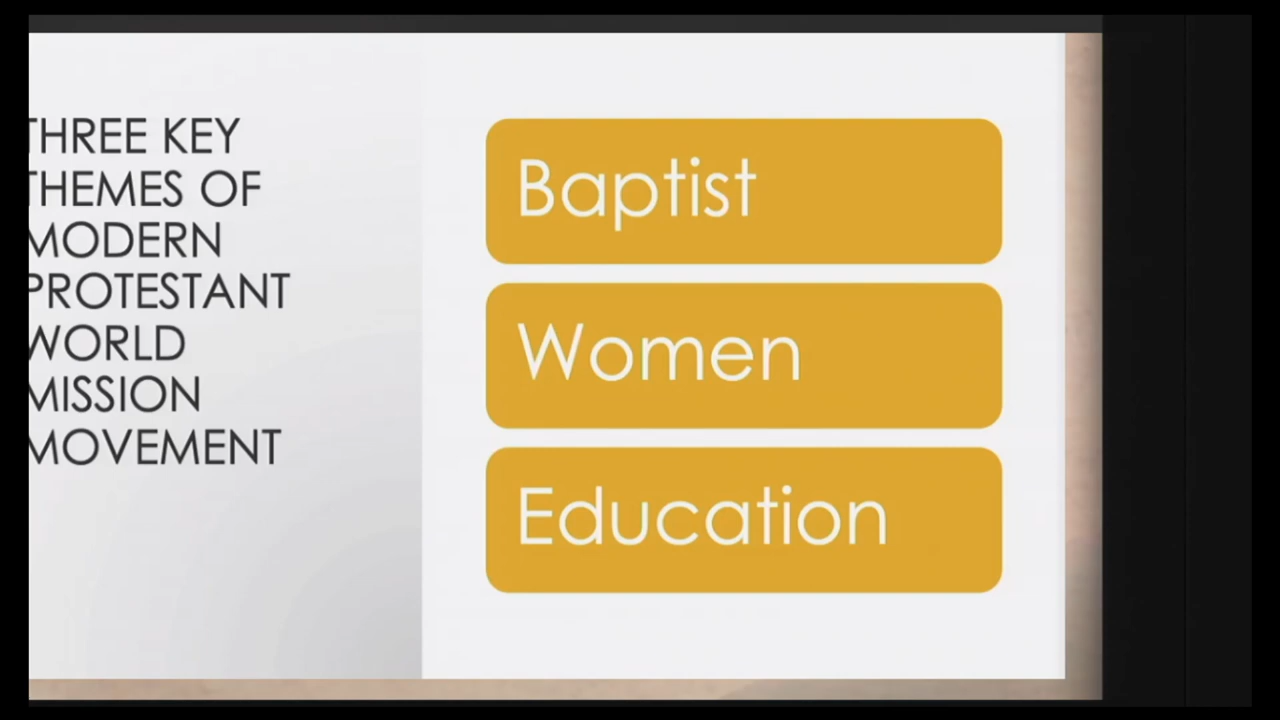 THREE KEY
THEMES OF
MODERN
PROTESTANT
WORLD
MISSION
MOVEMENT
Baptist
Women
Education